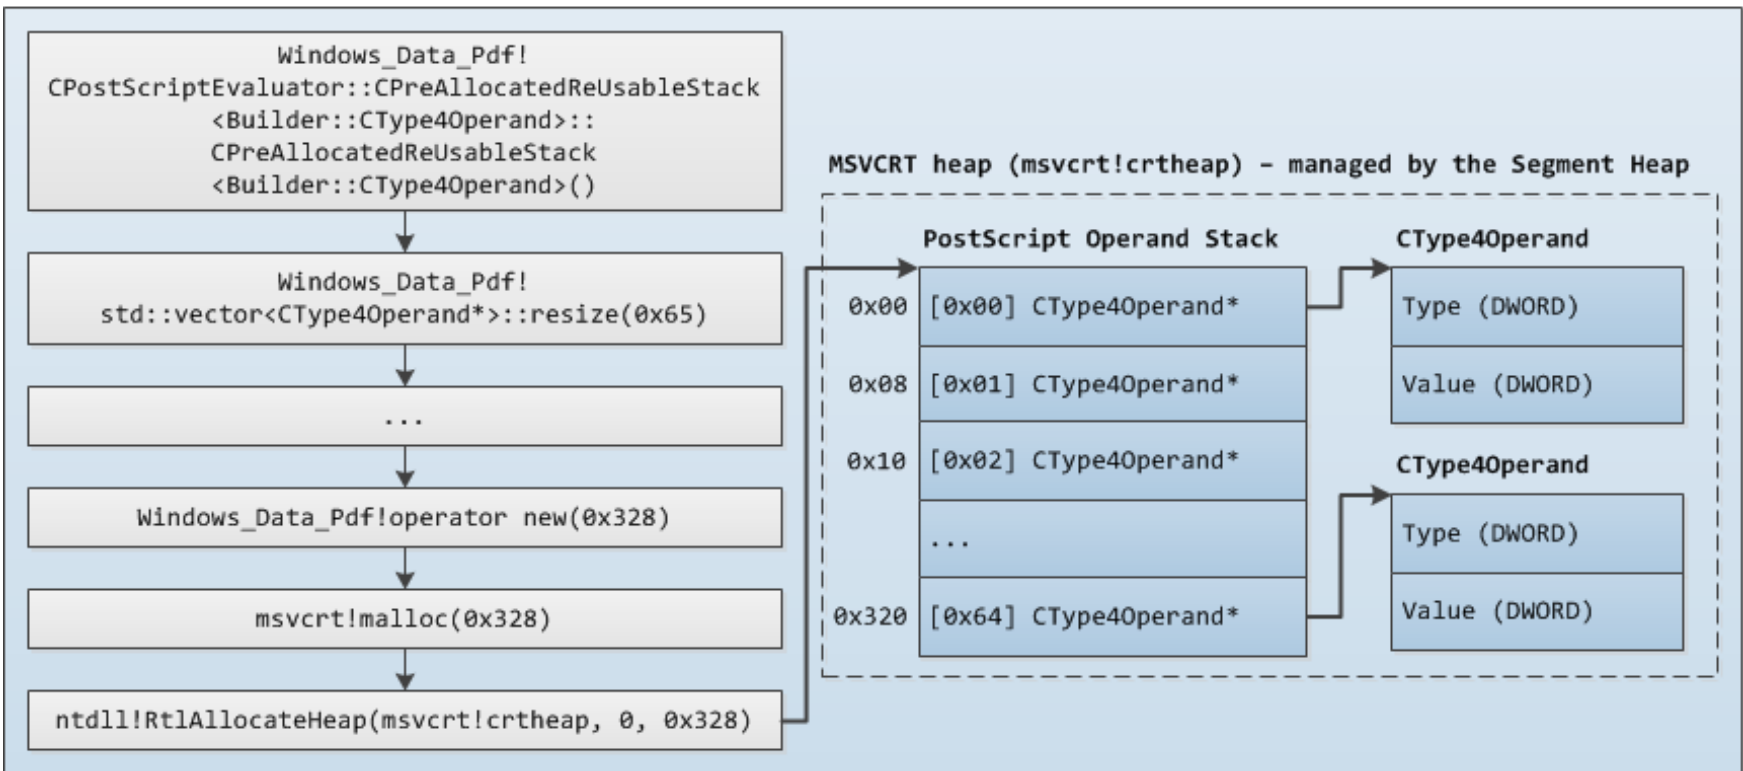 Windows_Data_Pdf!
CPostScriptEvaluator::CPreAllocatedReUsableStack
<Builder::CType4Operand>::
CPreAllocatedReUsableStack
<Builder::CType4Operand>()
Windows_Data_Pdf!
std::vector<CType4Operand*>::resize(0x65)
...
Windows_Data_Pdf!operator new(0x328)
msvcrt!malloc(0x328)
ntdll!RtlAllocateHeap(msvcrt!crtheap, 0, 0x328)
MSVCRT heap (msvcrt!crtheap) – managed by the Segment Heap
PostScript Operand Stack
0x00 [0x00] CType4Operand*
0x08 [0x01] CType4Operand*
0x10 [0x02] CType4Operand*
...
0x320 [0x64] CType4Operand*
CType4Operand
Type (DWORD)
Value (DWORD)
CType4Operand
Type (DWORD)
Value (DWORD)